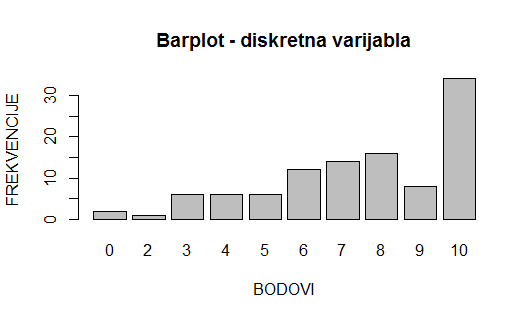 Barplot - diskretna varijabla
FREKVENCIJE
30
20
10
0
0 2 3 4 5 6 7 8 9 10
BODOVI